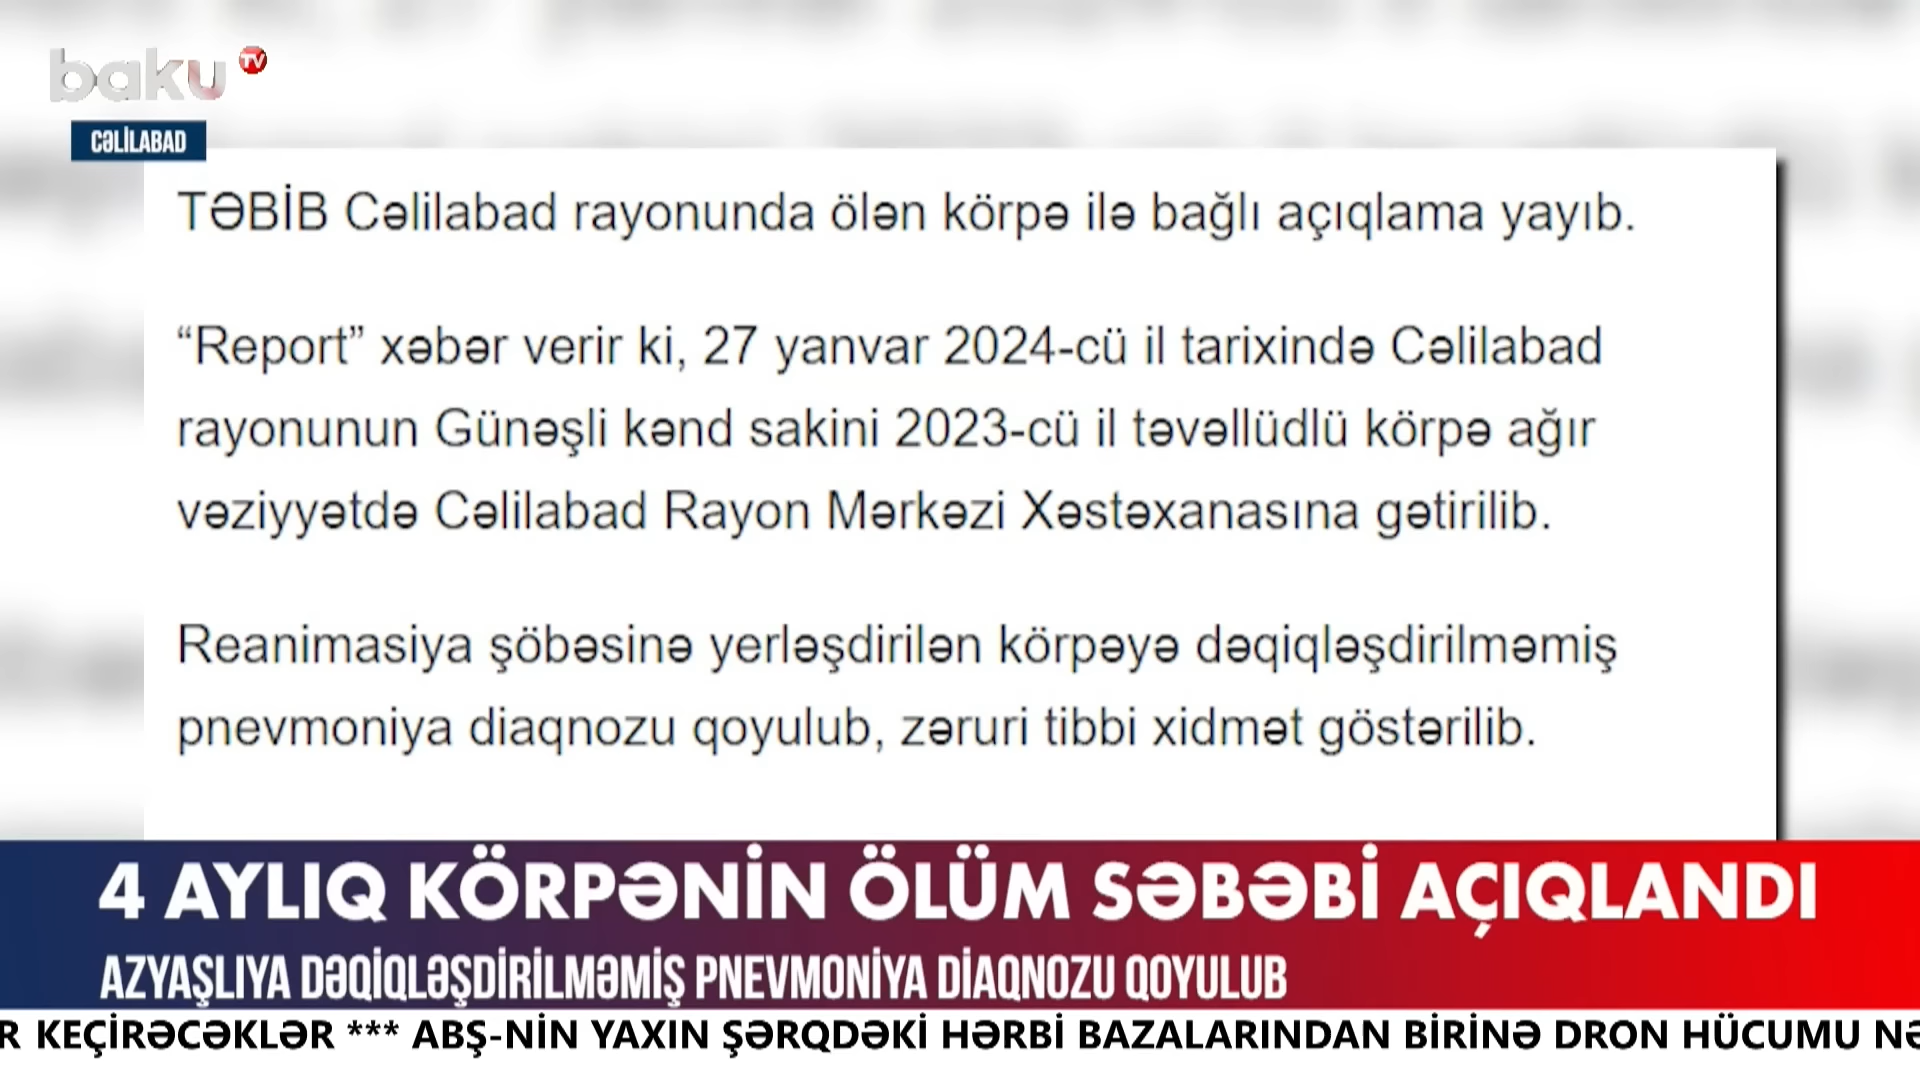 baku TV
CƏLİLABAD
TƏBİB Cəlilabad rayonunda ölən körpə ilə bağlı açıqlama yayıb.
“Report” xəbər verir ki, 27 yanvar 2024-cü il tarixində Cəlilabad
rayonunun Günəşli kənd sakini 2023-cü il təvəllüdlü körpə ağır
vəziyyətdə Cəlilabad Rayon Mərkəzi Xəstəxanasına gətirilib.
Reanimasiya şöbəsinə yerləşdirilən körpəyə dəqiqləşdirilməmiş
pnevmoniya diaqnozu qoyulub, zəruri tibbi xidmət göstərilib.
4 AYLIQ KÖRPƏNİN ÖLÜM SƏBƏBİ AÇIQLANDI
AZYAŞLIYA DƏQİQLƏŞDİRİLMƏMİŞ PNEVMONİYA DİAQNOZU QOYULUB
R KEÇİRƏCƏKLƏR *** ABŞ-NİN YAXIN ŞƏRQDƏKİ HƏRBİ BAZALARINDAN BİRİNƏ DRON HÜCUMU NƏ